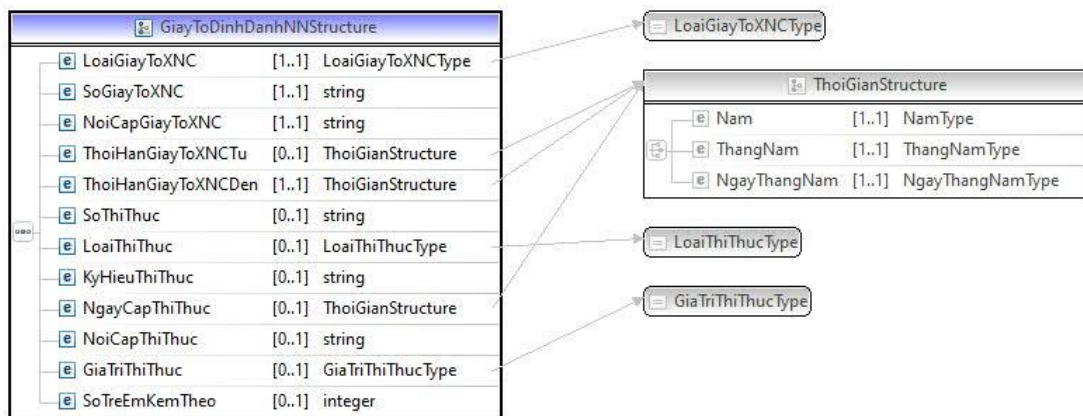 GiayToDinhDanhNNStructure
LoaiGiayToXNC [1..1] LoaiGiayToXNCType
SoGiayToXNC [1..1] string
NoiCapGiayToXNC [1..1] string
ThoiHanGiayToXNCTu [0..1] ThoiGianStructure
ThoiHanGiayToXNCDen [1..1] ThoiGianStructure
SoThiThuc [0..1] string
LoaiThiThuc [0..1] LoaiThiThucType
KyHieuThiThuc [0..1] string
NgayCapThiThuc [0..1] ThoiGianStructure
NoiCapThiThuc [0..1] string
GiaTriThiThuc [0..1] GiaTriThiThucType
SoTreEmKemTheo [0..1] integer
LoaiGiayToXNCType
ThoiGianStructure
Nam [1..1] NamType
ThangNam [1..1] ThangNamType
NgayThangNam [1..1] NgayThangNamType
LoaiThiThucType
GiaTriThiThucType